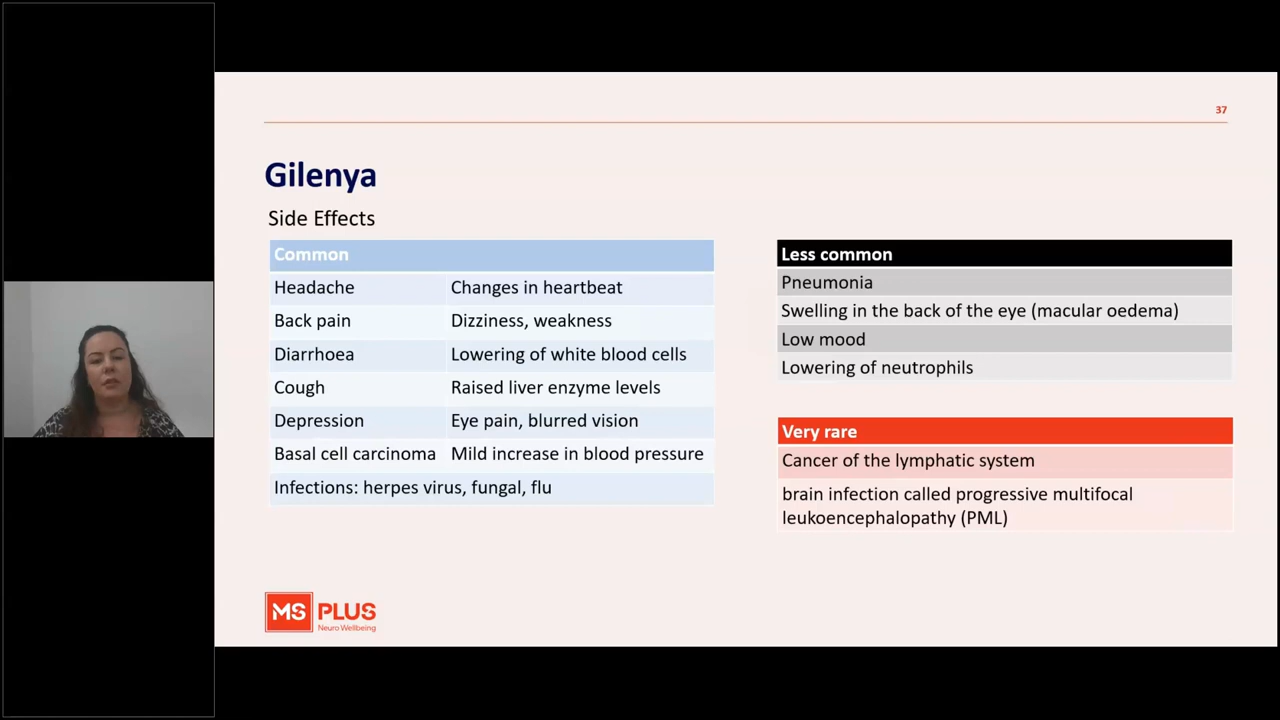 37
Gilenya
Side Effects
Common
Headache Changes in heartbeat
Back pain Dizziness, weakness
Diarrhoea Lowering of white blood cells
Cough Raised liver enzyme levels
Depression Eye pain, blurred vision
Basal cell carcinoma Mild increase in blood pressure
Infections: herpes virus, fungal, flu
Less common
Pneumonia
Swelling in the back of the eye (macular oedema)
Low mood
Lowering of neutrophils
Very rare
Cancer of the lymphatic system
brain infection called progressive multifocal
leukoencephalopathy (PML)
MS PLUS
Neuro Wellbeing